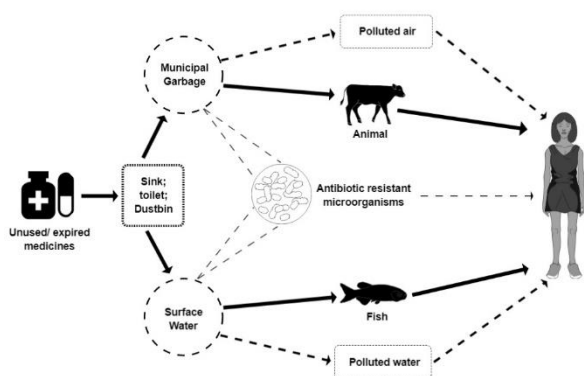 Polluted air
Municipal
Garbage
Animal
Sink;
toilet;
Dustbin
Antibiotic resistant
microorganisms
Unused/ expired
medicines
Surface
Water
Fish
Polluted water